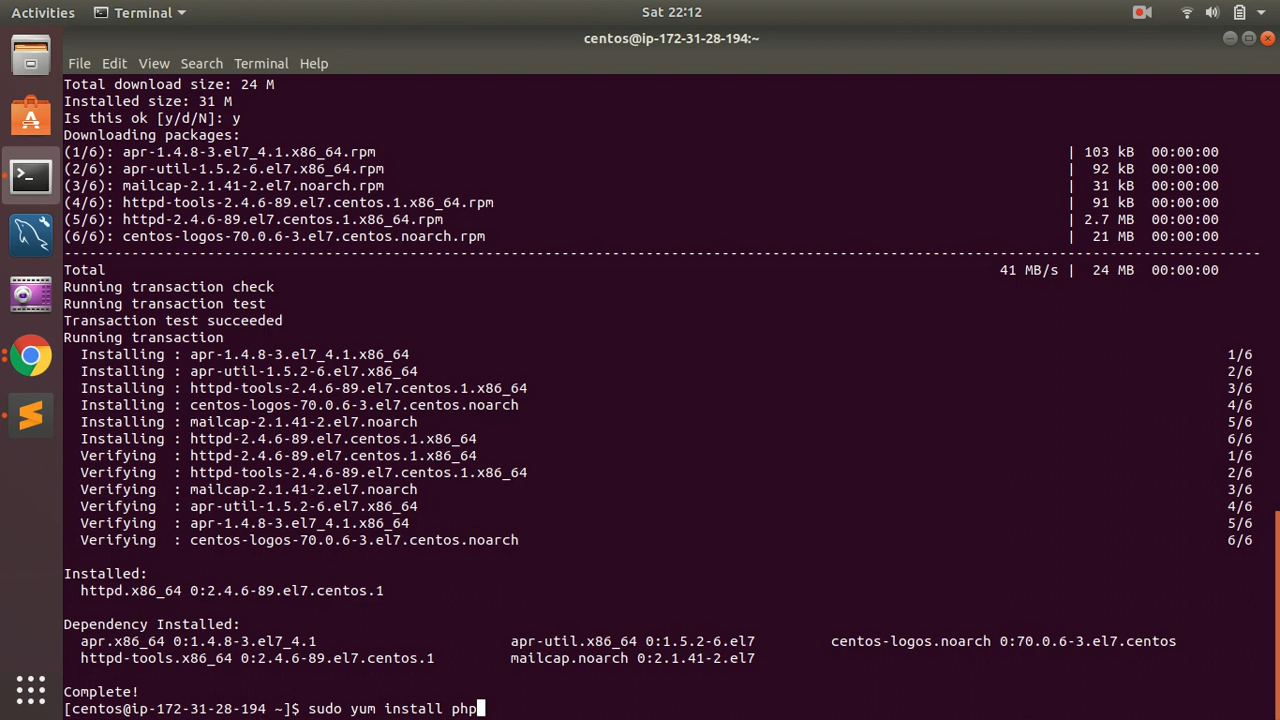 Activities Terminal Sat 22:12
centos@ip-172-31-28-194:~
File Edit View Search Terminal Help
Total download size: 24 M
Installed size: 31 M
Is this ok [y/d/N]: y
Downloading packages:
(1/6): apr-1.4.8-3.el7_4.1.x86_64.rpm | 103 kB 00:00:00
(2/6): apr-util-1.5.2-6.el7.x86_64.rpm | 92 kB 00:00:00
(3/6): mailcap-2.1.41-2.el7.noarch.rpm | 31 kB 00:00:00
(4/6): httpd-tools-2.4.6-89.el7.centos.1.x86_64.rpm | 91 kB 00:00:00
(5/6): httpd-2.4.6-89.el7.centos.1.x86_64.rpm | 2.7 MB 00:00:00
(6/6): centos-logos-70.0.6-3.el7.centos.noarch.rpm | 21 MB 00:00:00
--------------------------------------------------------------------------------
Total 41 MB/s | 24 MB 00:00:00
Running transaction check
Running transaction test
Transaction test succeeded
Running transaction
Installing : apr-1.4.8-3.el7_4.1.x86_64 1/6
Installing : apr-util-1.5.2-6.el7.x86_64 2/6
Installing : httpd-tools-2.4.6-89.el7.centos.1.x86_64 3/6
Installing : centos-logos-70.0.6-3.el7.centos.noarch 4/6
Installing : mailcap-2.1.41-2.el7.noarch 5/6
Installing : httpd-2.4.6-89.el7.centos.1.x86_64 6/6
Verifying : httpd-2.4.6-89.el7.centos.1.x86_64 1/6
Verifying : httpd-tools-2.4.6-89.el7.centos.1.x86_64 2/6
Verifying : mailcap-2.1.41-2.el7.noarch 3/6
Verifying : apr-util-1.5.2-6.el7.x86_64 4/6
Verifying : apr-1.4.8-3.el7_4.1.x86_64 5/6
Verifying : centos-logos-70.0.6-3.el7.centos.noarch 6/6
Installed:
httpd.x86_64 0:2.4.6-89.el7.centos.1
Dependency Installed:
apr.x86_64 0:1.4.8-3.el7_4.1 apr-util.x86_64 0:1.5.2-6.el7 centos-logos.noarch 0:70.0.6-3.el7.centos
httpd-tools.x86_64 0:2.4.6-89.el7.centos.1 mailcap.noarch 0:2.1.41-2.el7
Complete!
[centos@ip-172-31-28-194 ~]$ sudo yum install php